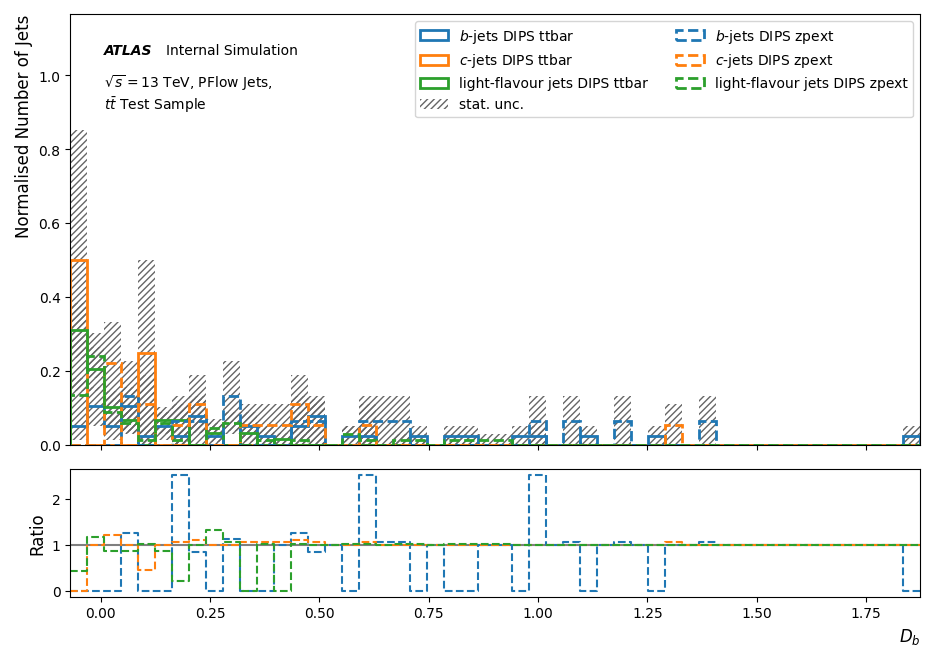 Normalised Number of Jets
ATLAS Internal Simulation
√s = 13 TeV, PFlow Jets,
tt̄ Test Sample
b-jets DIPS ttbar
c-jets DIPS ttbar
light-flavour jets DIPS ttbar
stat. unc.
b-jets DIPS zpext
c-jets DIPS zpext
light-flavour jets DIPS zpext
1.0
0.8
0.6
0.4
0.2
0.0
Ratio
2
1
0
0.00 0.25 0.50 0.75 1.00 1.25 1.50 1.75
D_b